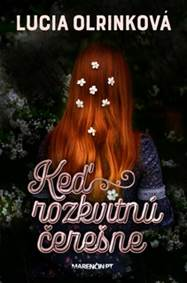 LUCIA OLRINKOVÁ
Keď
rozkvitnú
čerešne
MARENČIN PT